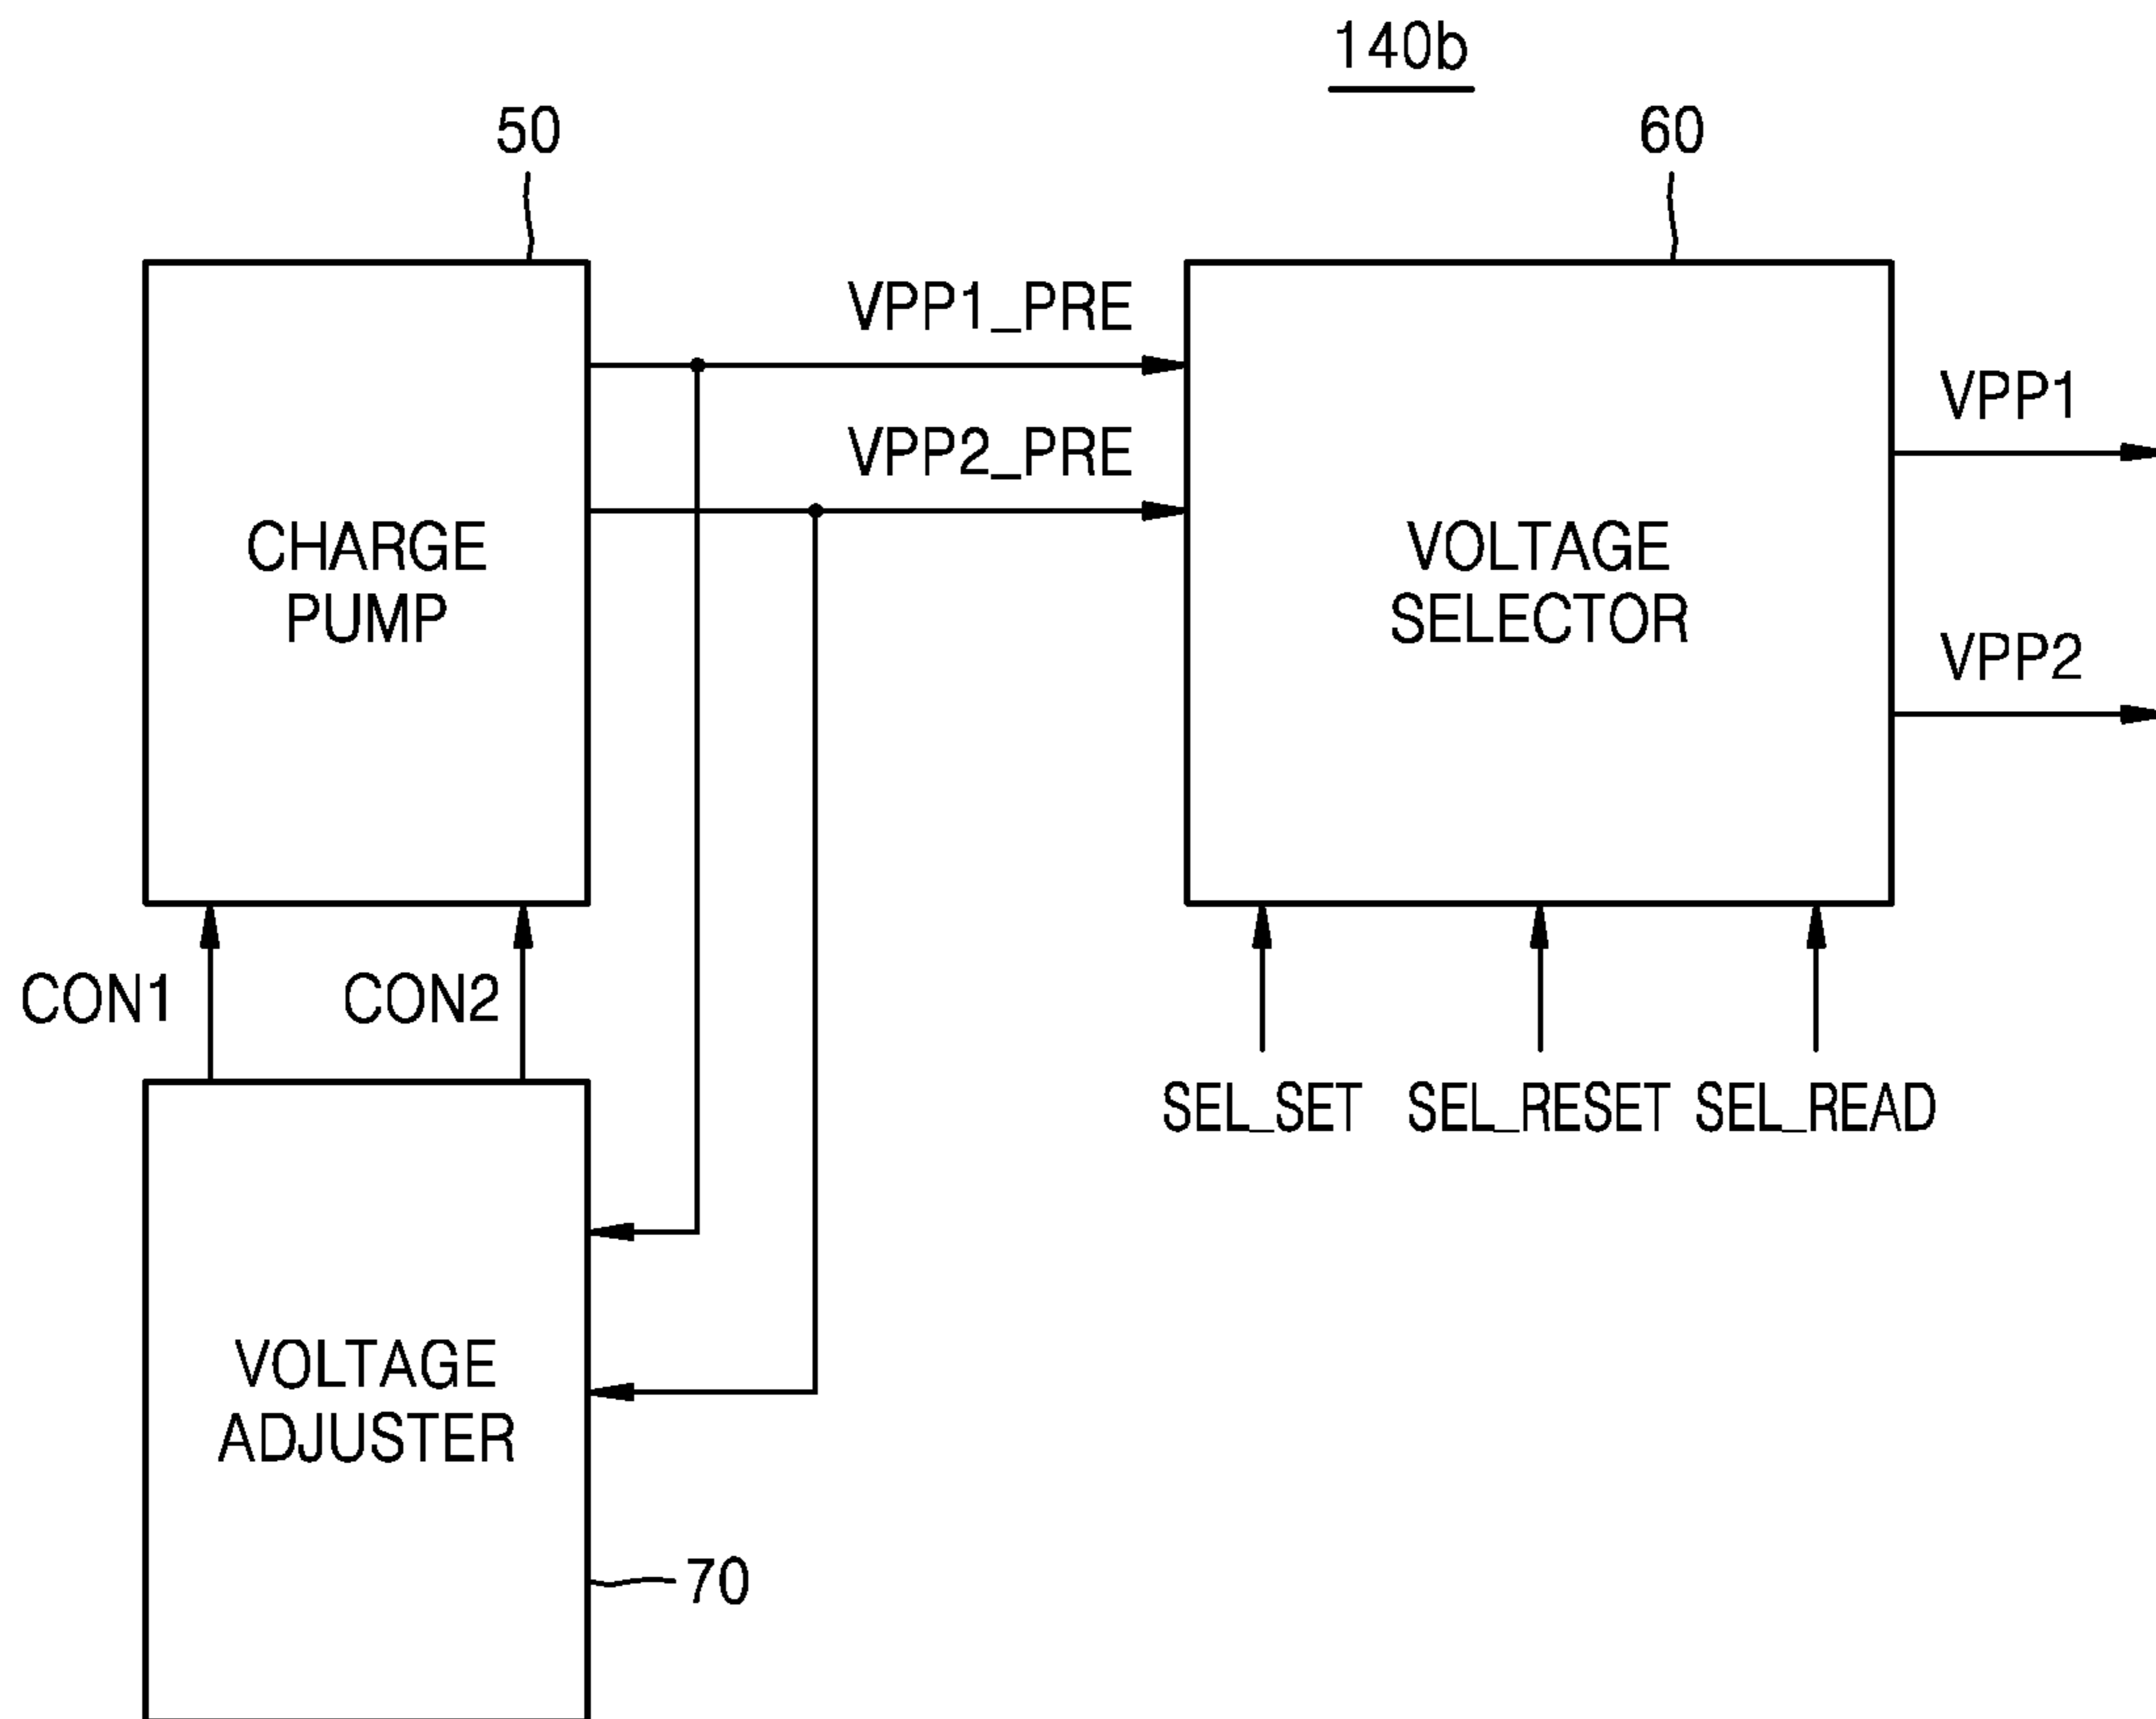 140b
50
60
VPP1_PRE
VPP2_PRE
VPP1
VPP2
CHARGE
PUMP
VOLTAGE
SELECTOR
CON1
CON2
SEL_SET
SEL_RESET
SEL_READ
VOLTAGE
ADJUSTER
70